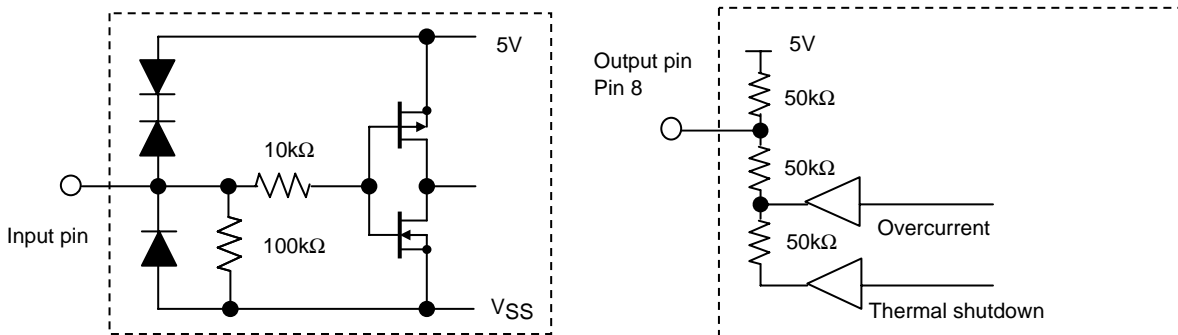 5V
10kΩ
Input pin
100kΩ
VSS
Output pin
Pin 8
5V
50kΩ
50kΩ
Overcurrent
50kΩ
Thermal shutdown